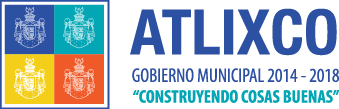 ATLIXCO
GOBIERNO MUNICIPAL 2014 - 2018
“CONSTRUYENDO COSAS BUENAS”